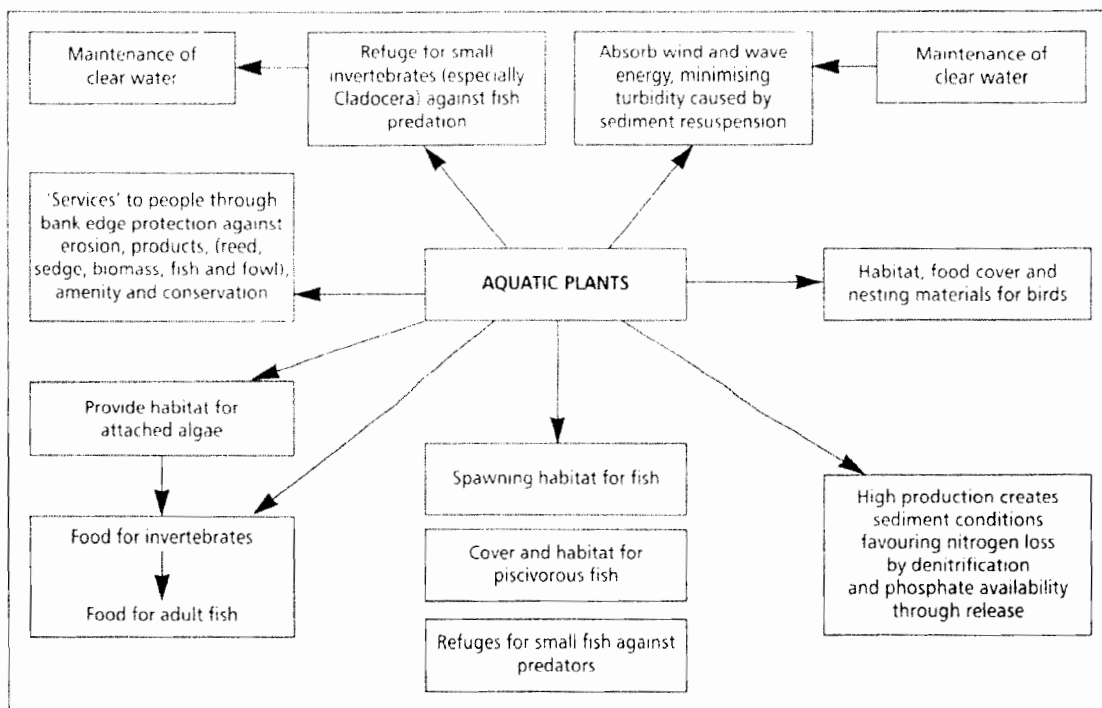 Maintenance of
clear water
Refuge for small
invertebrates (especially
Cladocera) against fish
predation
Absorb wind and wave
energy, minimising
turbidity caused by
sediment resuspension
Maintenance of
clear water
'Services' to people through
bank edge protection against
erosion, products, (reed,
sedge, biomass, fish and fowl),
amenity and conservation
AQUATIC PLANTS
Habitat, food cover and
nesting materials for birds
Provide habitat for
attached algae
Spawning habitat for fish
High production creates
sediment conditions
favouring nitrogen loss
by denitrification
and phosphate availability
through release
Food for invertebrates
Food for adult fish
Cover and habitat for
piscivorous fish
Refuges for small fish against
predators